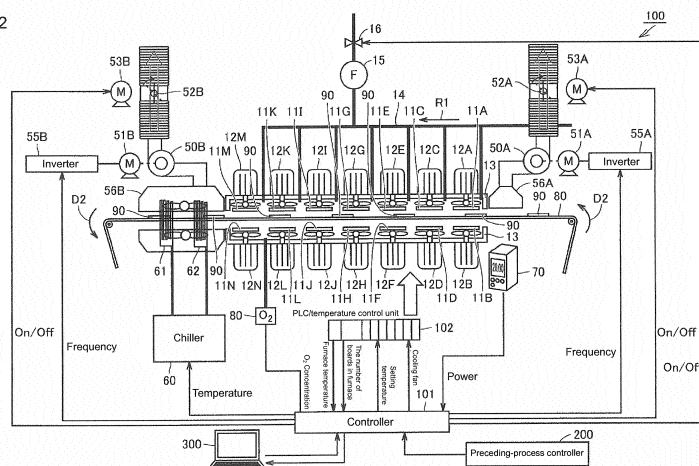 2
100
16
15
F
53B
M
52B
53A
M
52A
90 11G 90 11E 14 R1
11K 11I 11C 11A
55B
Inverter
51B
M
50B
11M 12M 90 12K 12I 12G 12E 12C 12A 13
50A
51A
M
55A
Inverter
56B
56A
D2
90
90 80
D2
61 62 90
90
13
11N 12N 12L 11J 12J 12H 12F 12D 12B
11L 11H 11F 11D 11B
20.00
70
80 O2
PLC/temperature control unit
102
Chiller
60
On/Off
Frequency
Temperature
O2 Concentration
Furnace temperature
The number of
boards in furnace
Setting
temperature
Cooling fan
Power
Frequency
On/Off
On/Of
101
Controller
300
200
Preceding-process controller